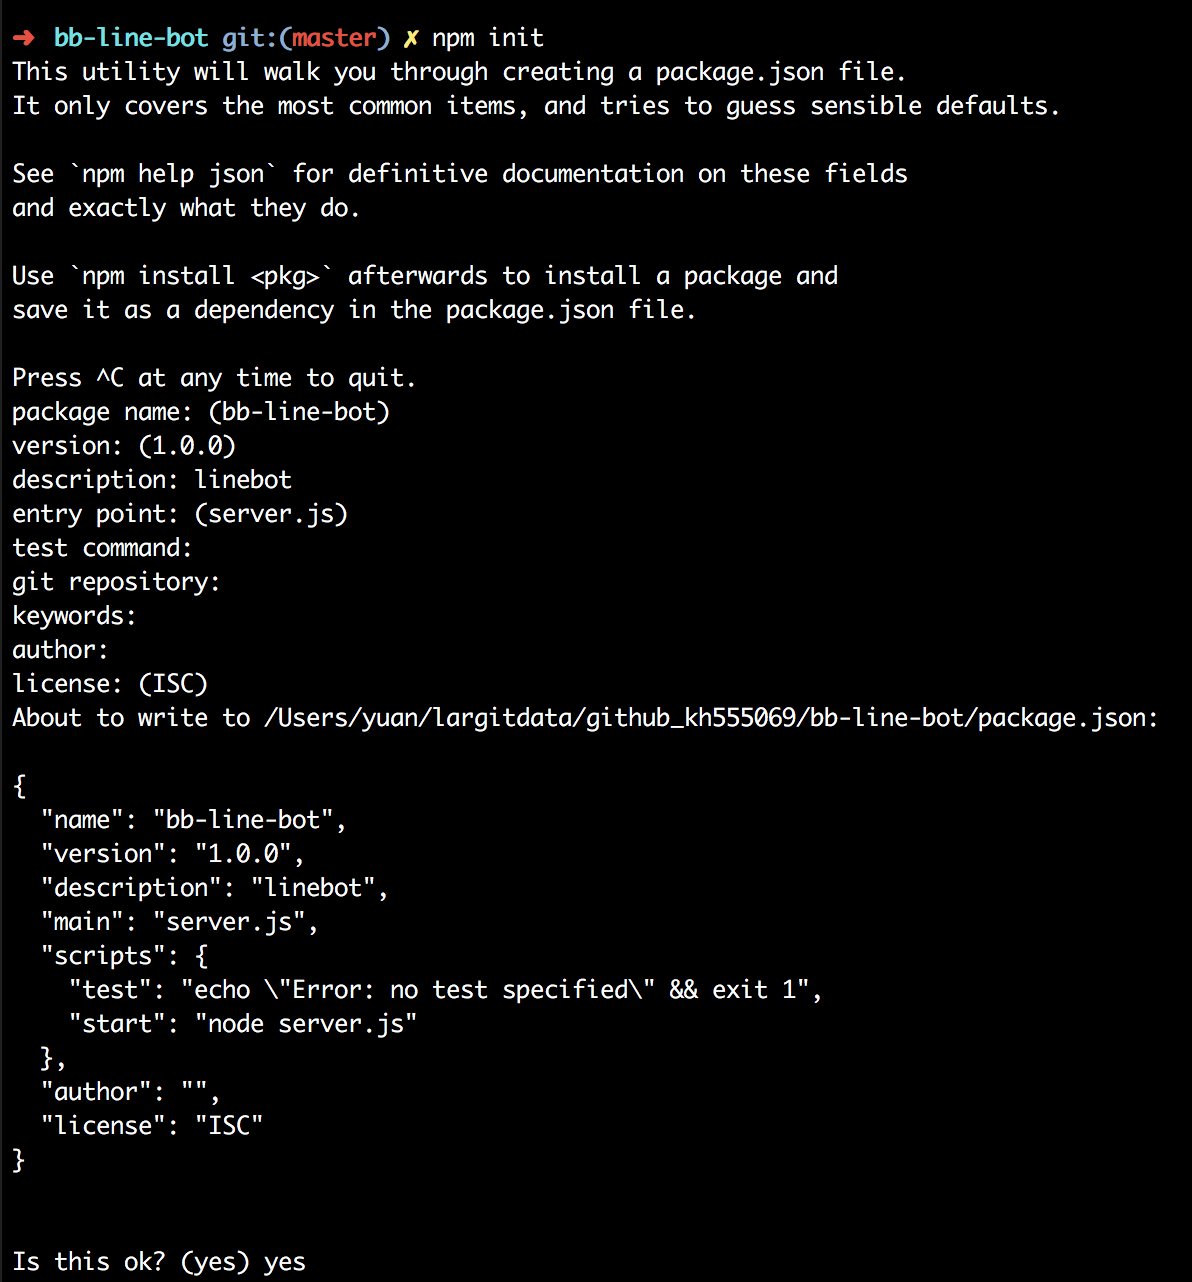 ➜ bb-line-bot git:(master) ✗ npm init
This utility will walk you through creating a package.json file.
It only covers the most common items, and tries to guess sensible defaults.
See `npm help json` for definitive documentation on these fields
and exactly what they do.
Use `npm install <pkg>` afterwards to install a package and
save it as a dependency in the package.json file.
Press ^C at any time to quit.
package name: (bb-line-bot)
version: (1.0.0)
description: linebot
entry point: (server.js)
test command:
git repository:
keywords:
author:
license: (ISC)
About to write to /Users/yuan/largitdata/github_kh555069/bb-line-bot/package.json:
{
  "name": "bb-line-bot",
  "version": "1.0.0",
  "description": "linebot",
  "main": "server.js",
  "scripts": {
    "test": "echo \"Error: no test specified\" && exit 1",
    "start": "node server.js"
  },
  "author": "",
  "license": "ISC"
}
Is this ok? (yes) yes